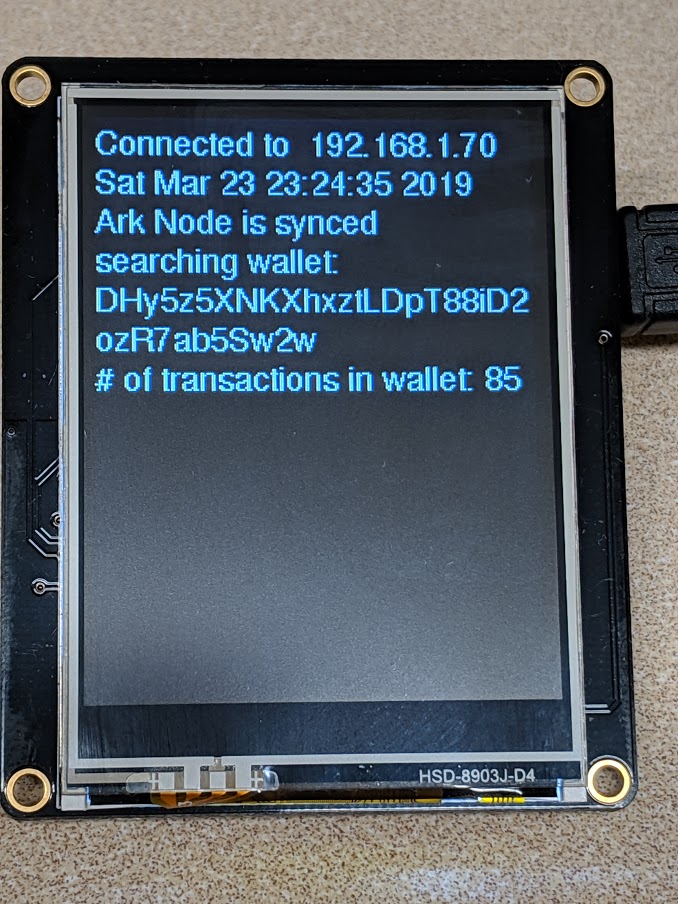 Connected to 192.168.1.70
Sat Mar 23 23:24:35 2019
Ark Node is synced
searching wallet:
DHy5z5XNKXhxztLDpT88iD2
ozR7ab5Sw2w
# of transactions in wallet: 85
HSD-8903J-D4